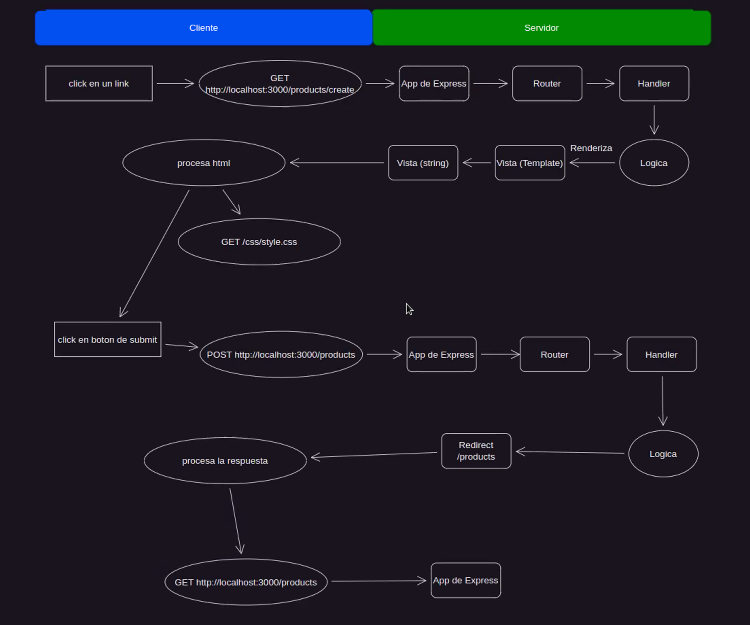 Cliente
Servidor
click en un link
GET
http://localhost:3000/products/create
App de Express
Router
Handler
procesa html
Vista (string)
Vista (Template)
Renderiza
Logica
GET /css/style.css
click en boton de submit
POST http://localhost:3000/products
App de Express
Router
Handler
procesa la respuesta
Redirect
/products
Logica
GET http://localhost:3000/products
App de Express